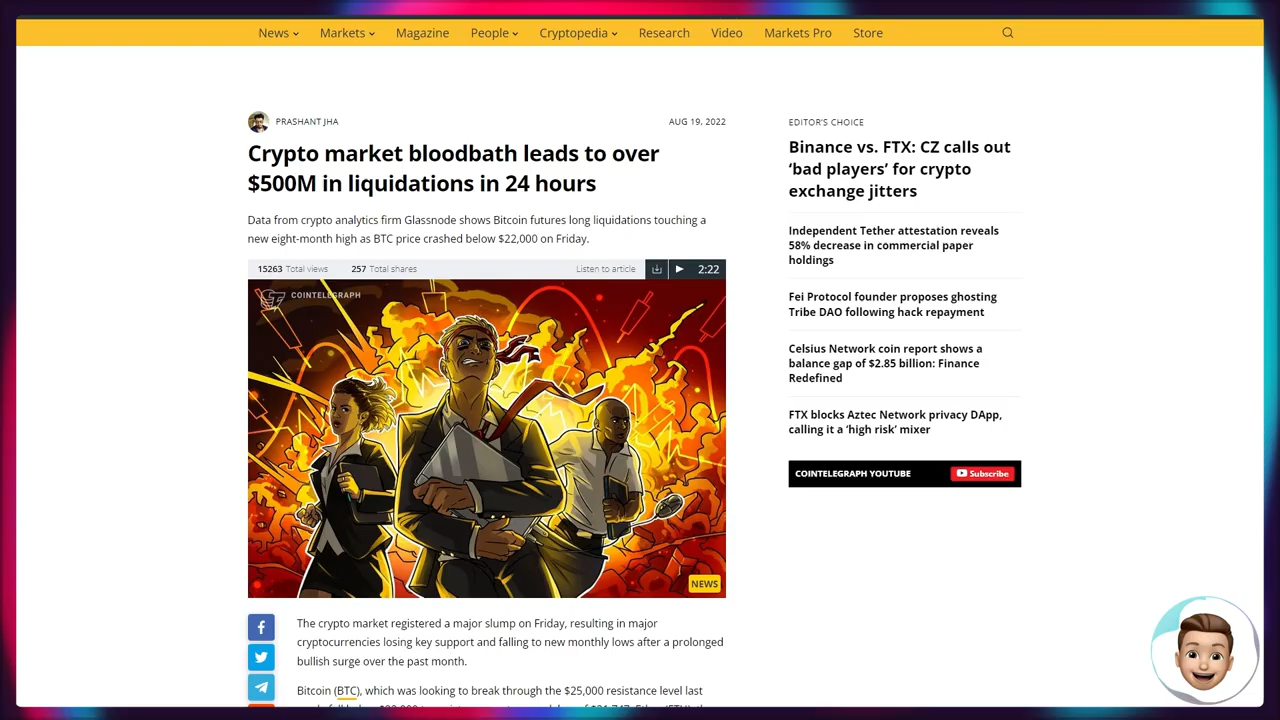 News Markets Magazine People Cryptopedia Research Video Markets Pro Store
PRASHANT JHA
AUG 19, 2022
Crypto market bloodbath leads to over
$500M in liquidations in 24 hours
Data from crypto analytics firm Glassnode shows Bitcoin futures long liquidations touching a
new eight-month high as BTC price crashed below $22,000 on Friday.
15263 Total views 257 Total shares Listen to article 2:22
COINTELEGRAPH
NEWS
The crypto market registered a major slump on Friday, resulting in major
cryptocurrencies losing key support and falling to new monthly lows after a prolonged
bullish surge over the past month.
Bitcoin (BTC), which was looking to break through the $25,000 resistance level last
EDITOR'S CHOICE
Binance vs. FTX: CZ calls out
‘bad players’ for crypto
exchange jitters
Independent Tether attestation reveals
58% decrease in commercial paper
holdings
Fei Protocol founder proposes ghosting
Tribe DAO following hack repayment
Celsius Network coin report shows a
balance gap of $2.85 billion: Finance
Redefined
FTX blocks Aztec Network privacy DApp,
calling it a ‘high risk’ mixer
COINTELEGRAPH YOUTUBE Subscribe